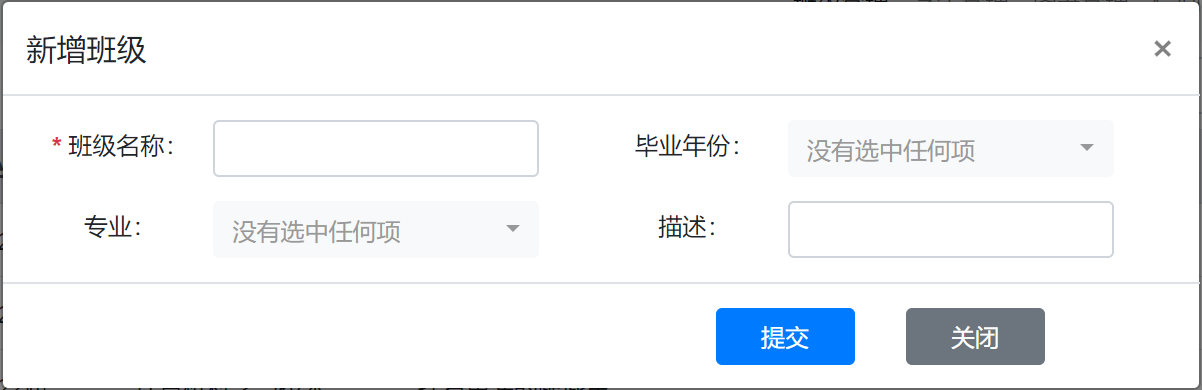 新增班级 ×
* 班级名称： 毕业年份： 没有选中任何项
专业： 没有选中任何项 描述：
提交 关闭